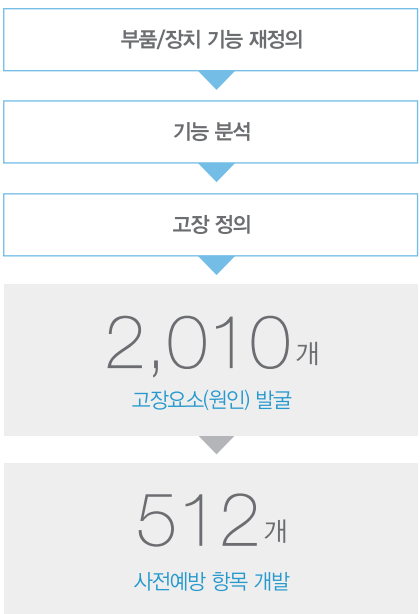 부품/장치 기능 재정의
기능 분석
고장 정의
2,010개
고장요소(원인) 발굴
512개
사전예방 항목 개발